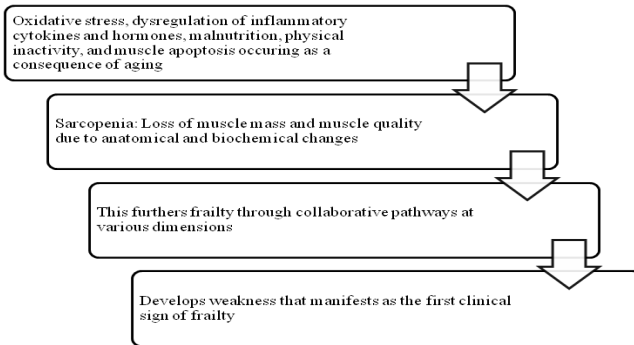 Oxidative stress, dysregulation of inflammatory
cytokines and hormones, malnutrition, physical
inactivity, and muscle apoptosis occuring as a
consequence of aging
Sarcopenia: Loss of muscle mass and muscle quality
due to anatomical and biochemical changes
This furthers frailty through collaborative pathways at
various dimensions
Develops weakness that manifests as the first clinical
sign of frailty